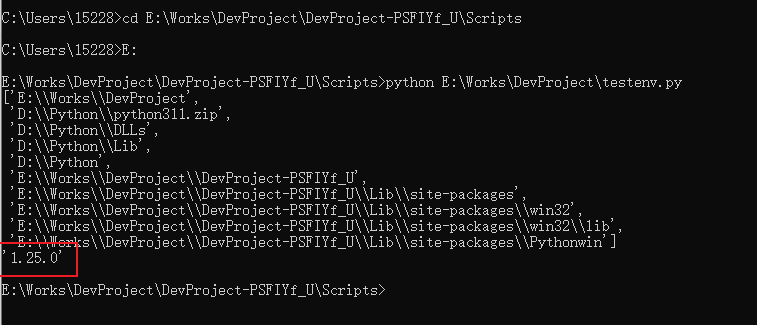 C:\Users\15228>cd E:\Works\DevProject\DevProject-PSFIYf_U\Scripts
C:\Users\15228>E:
E:\Works\DevProject\DevProject-PSFIYf_U\Scripts>python E:\Works\DevProject\testenv.py
['E:\\Works\\DevProject',
 'D:\\Python\\python311.zip',
 'D:\\Python\\DLLs',
 'D:\\Python\\Lib',
 'D:\\Python',
 'E:\\Works\\DevProject\\DevProject-PSFIYf_U',
 'E:\\Works\\DevProject\\DevProject-PSFIYf_U\\Lib\\site-packages',
 'E:\\Works\\DevProject\\DevProject-PSFIYf_U\\Lib\\site-packages\\win32',
 'E:\\Works\\DevProject\\DevProject-PSFIYf_U\\Lib\\site-packages\\win32\\lib',
 'E:\\Works\\DevProject\\DevProject-PSFIYf_U\\Lib\\site-packages\\Pythonwin']
'1.25.0'
E:\Works\DevProject\DevProject-PSFIYf_U\Scripts>